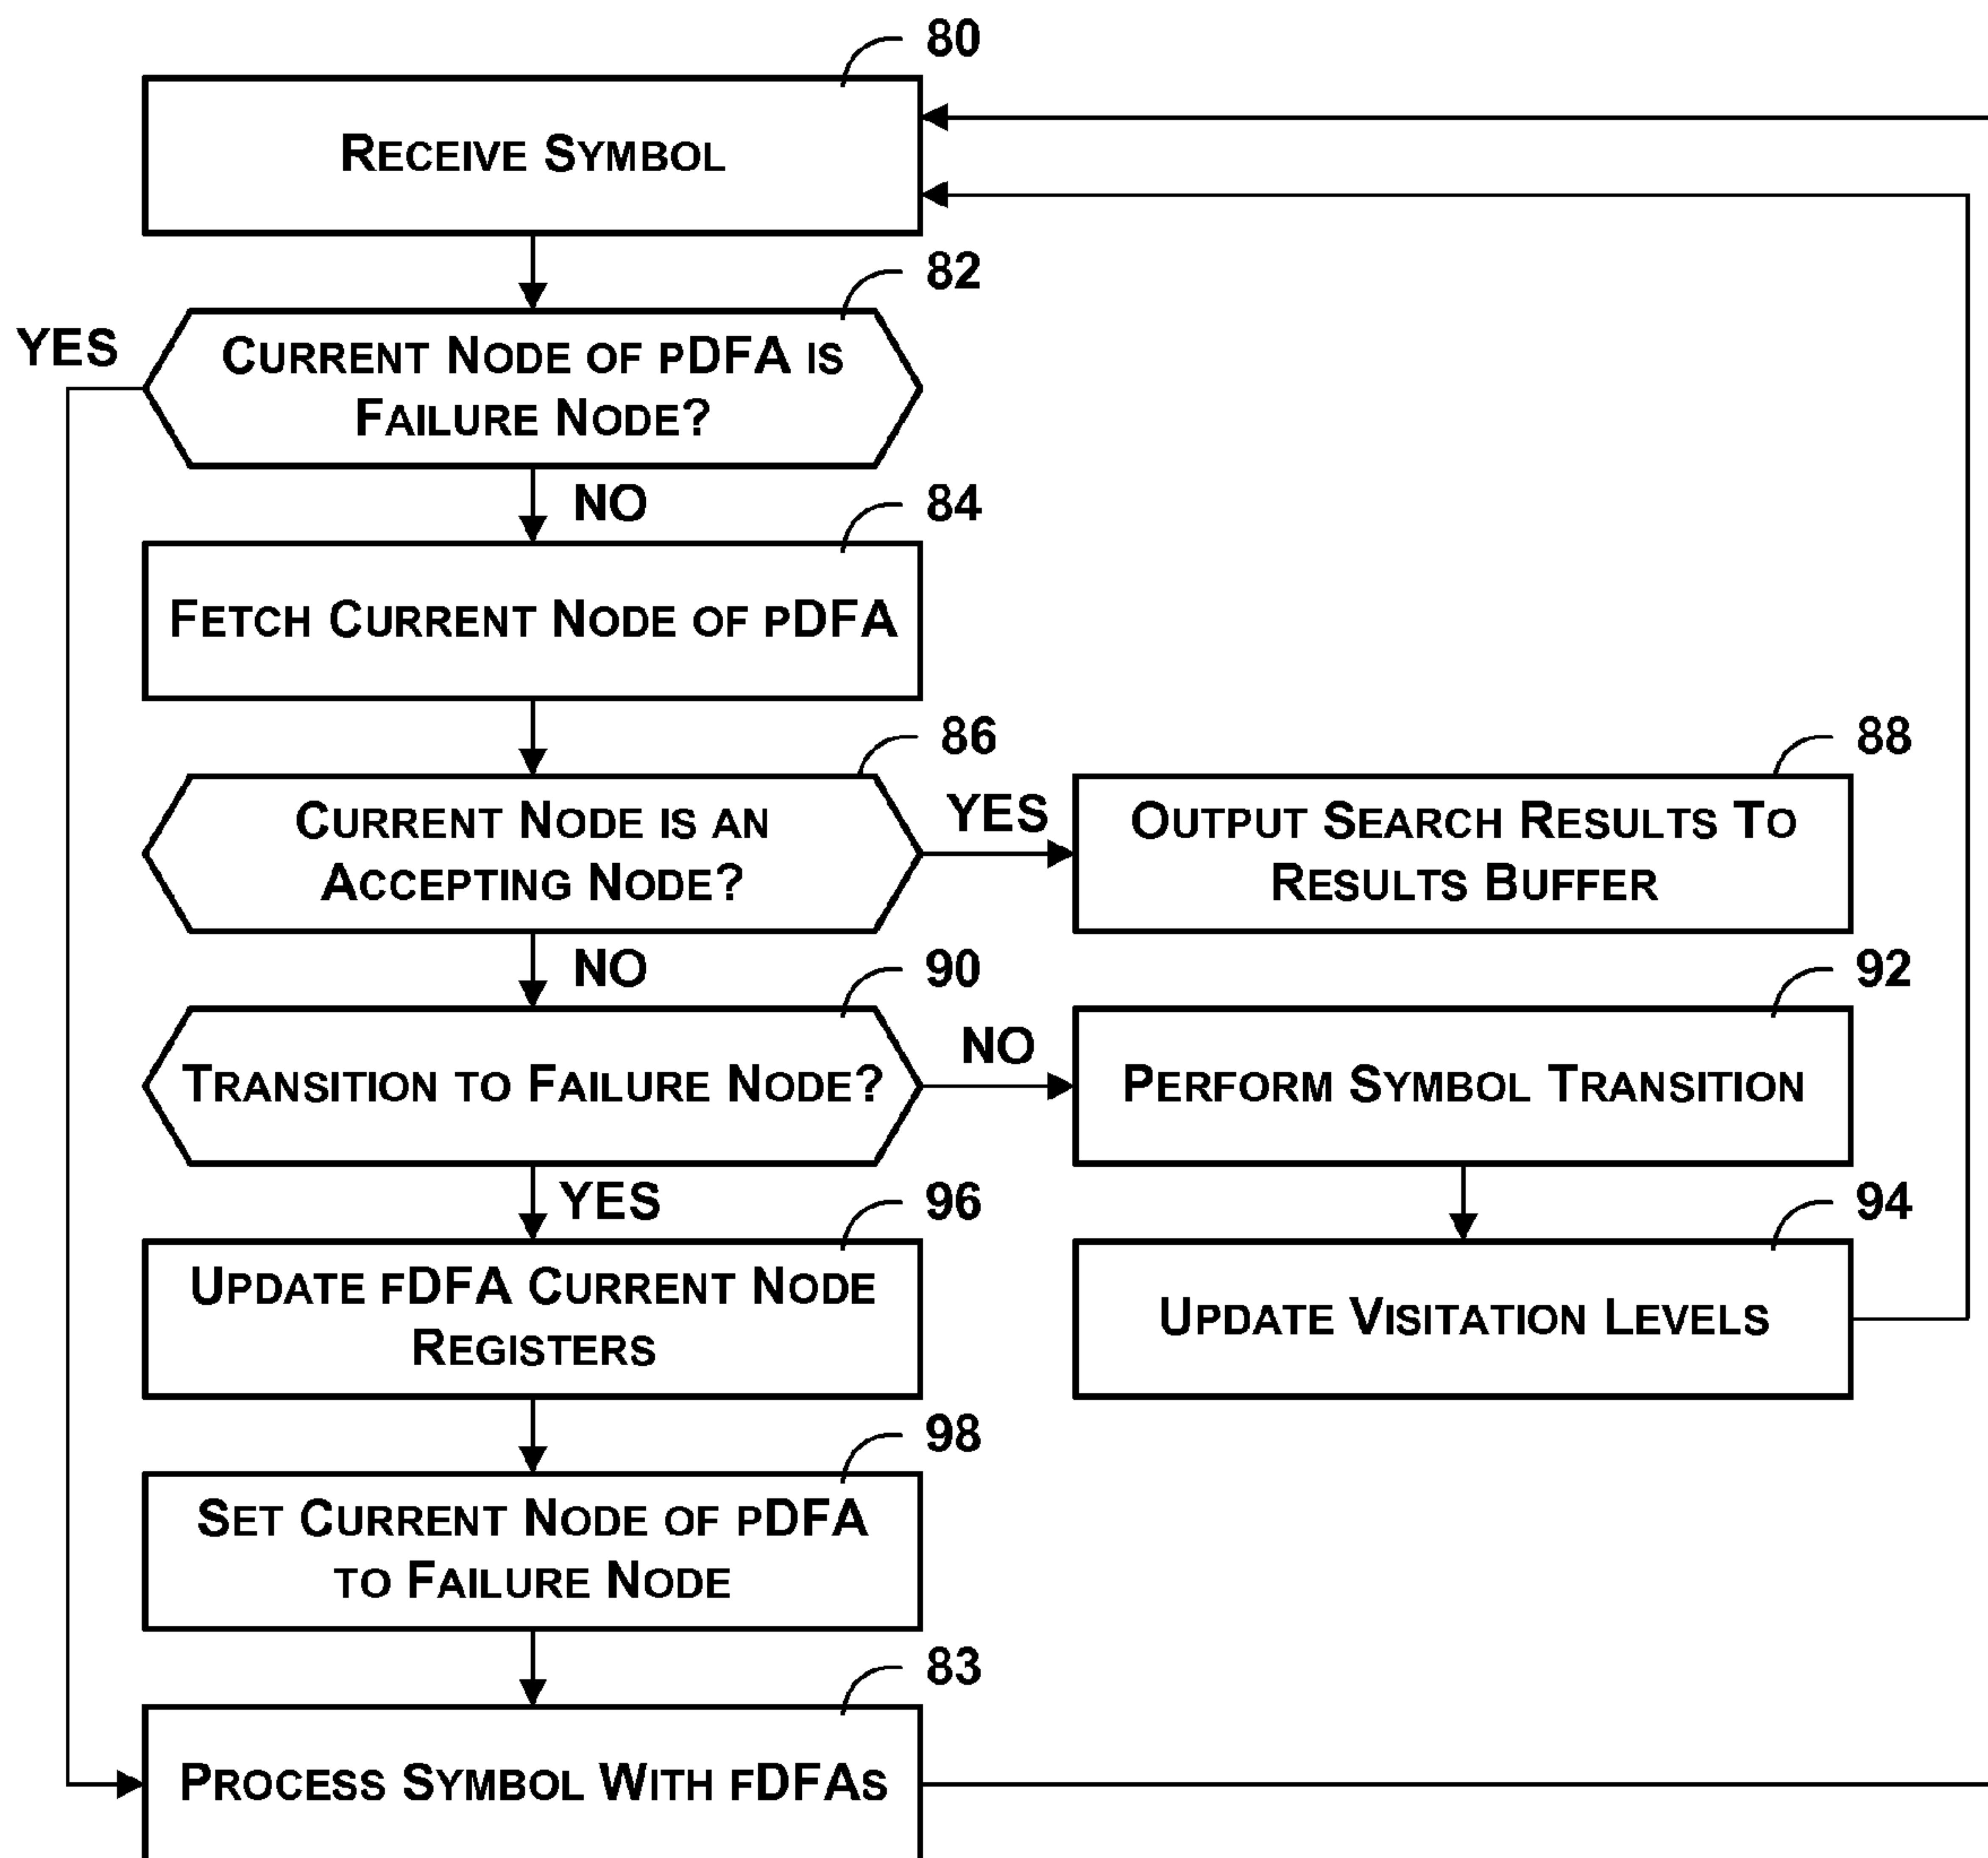 80
RECEIVE SYMBOL
82
YES
CURRENT NODE OF PDFA IS
FAILURE NODE?
NO
84
FETCH CURRENT NODE OF PDFA
86
CURRENT NODE IS AN
ACCEPTING NODE?
YES
88
OUTPUT SEARCH RESULTS TO
RESULTS BUFFER
NO
90
TRANSITION TO FAILURE NODE?
NO
92
PERFORM SYMBOL TRANSITION
YES
96
UPDATE FDFA CURRENT NODE
REGISTERS
94
UPDATE VISITATION LEVELS
98
SET CURRENT NODE OF PDFA
TO FAILURE NODE
83
PROCESS SYMBOL WITH FDFAS